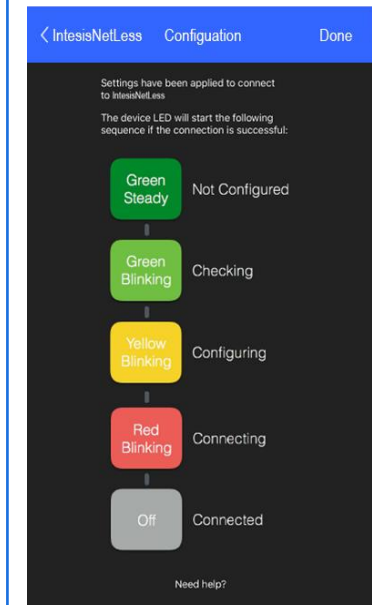 IntesisNetLess Configuation Done
Settings have been applied to connect
to IntesisNetLess
The device LED will start the following
sequence if the connection is successful:
Green
Steady
Not Configured
Green
Blinking
Checking
Yellow
Blinking
Configuring
Red
Blinking
Connecting
Off
Connected
Need help?